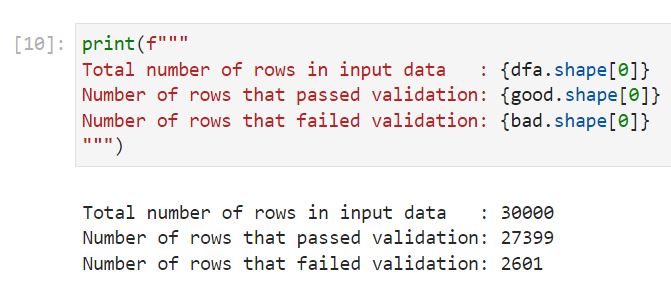 [10]: print(f"""
Total number of rows in input data   : {dfa.shape[0]}
Number of rows that passed validation: {good.shape[0]}
Number of rows that failed validation: {bad.shape[0]}
""")
Total number of rows in input data   : 30000
Number of rows that passed validation: 27399
Number of rows that failed validation: 2601